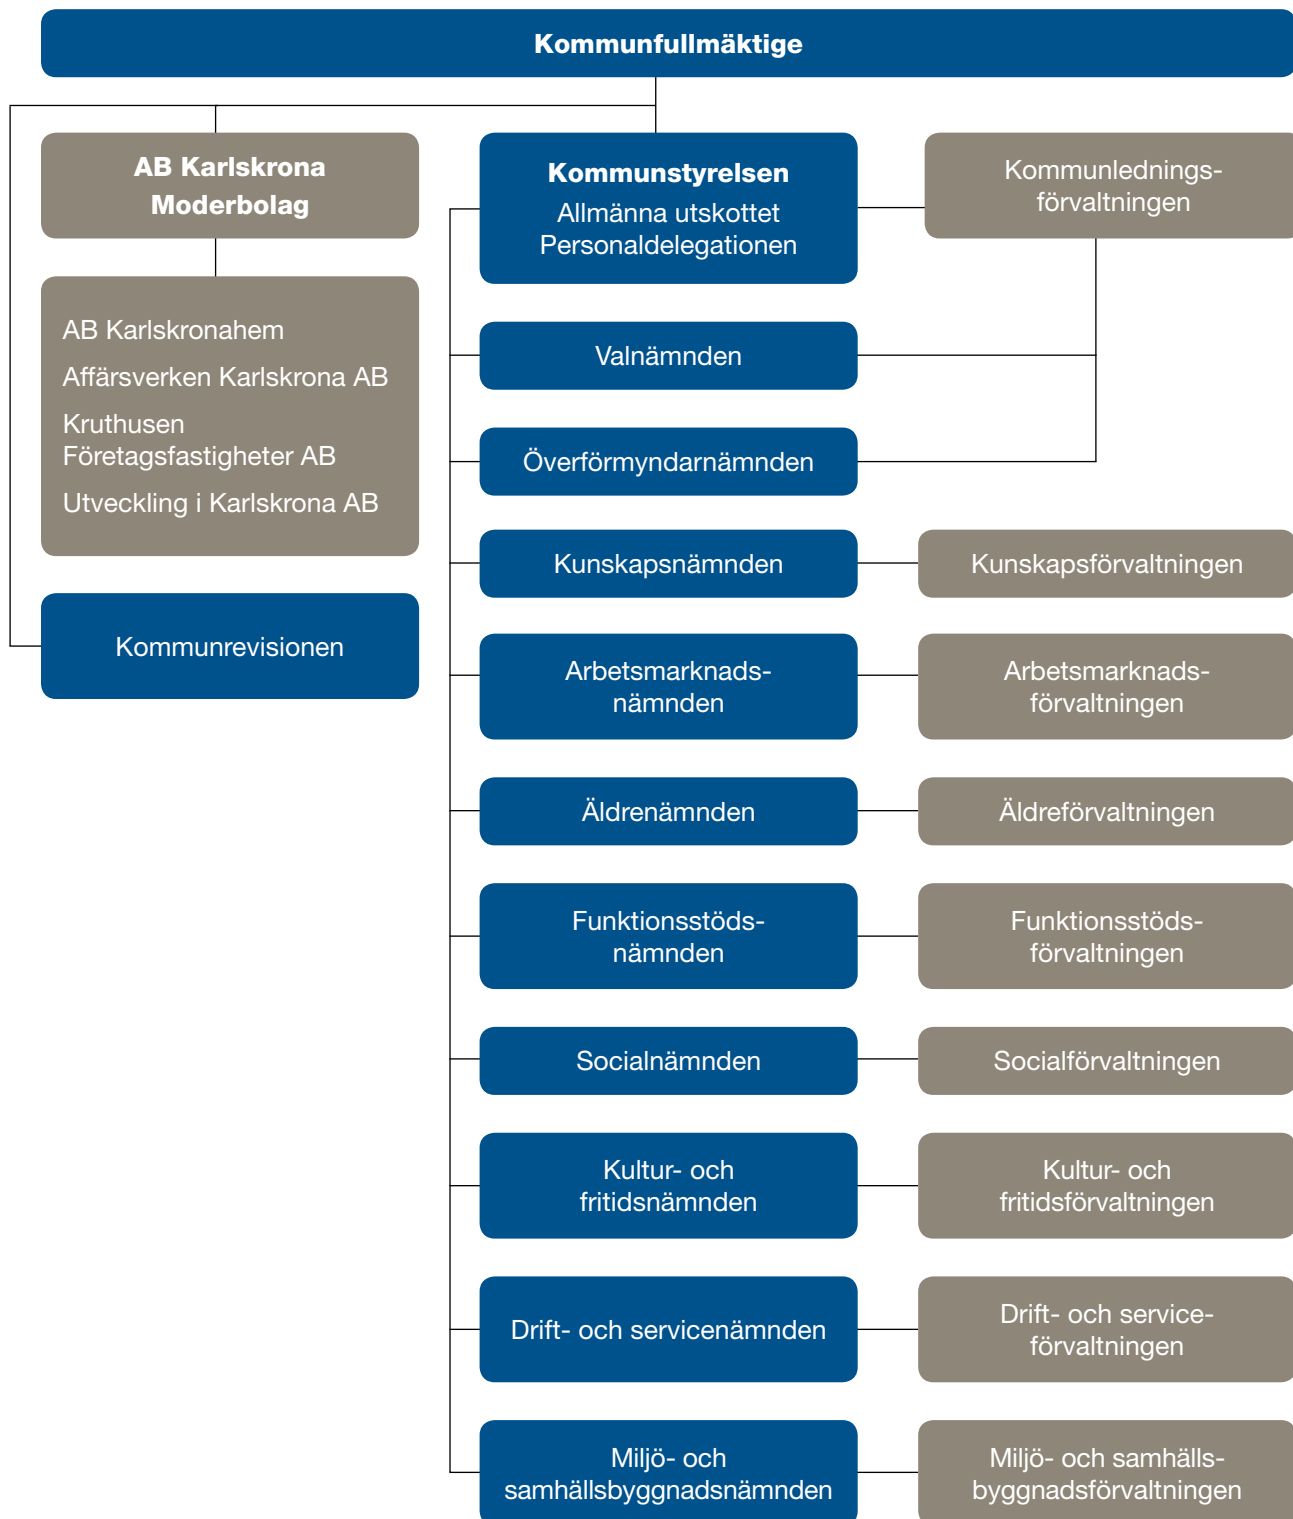 Kommunfullmäktige
AB Karlskrona
Moderbolag
AB Karlskronahem
Affärsverken Karlskrona AB
Kruthusen
Företagsfastigheter AB
Utveckling i Karlskrona AB
Kommunrevisionen
Kommunstyrelsen
Allmänna utskottet
Personaldelegationen
Kommunlednings-
förvaltningen
Valnämnden
Överförmyndarnämnden
Kunskapsnämnden
Kunskapsförvaltningen
Arbetsmarknads-
nämnden
Arbetsmarknads-
förvaltningen
Äldrenämnden
Äldreförvaltningen
Funktionsstöds-
nämnden
Funktionsstöds-
förvaltningen
Socialnämnden
Socialförvaltningen
Kultur- och
fritidsnämnden
Kultur- och
fritidsförvaltningen
Drift- och servicenämnden
Drift- och service-
förvaltningen
Miljö- och
samhällsbyggnadsnämnden
Miljö- och samhälls-
byggnadsförvaltningen